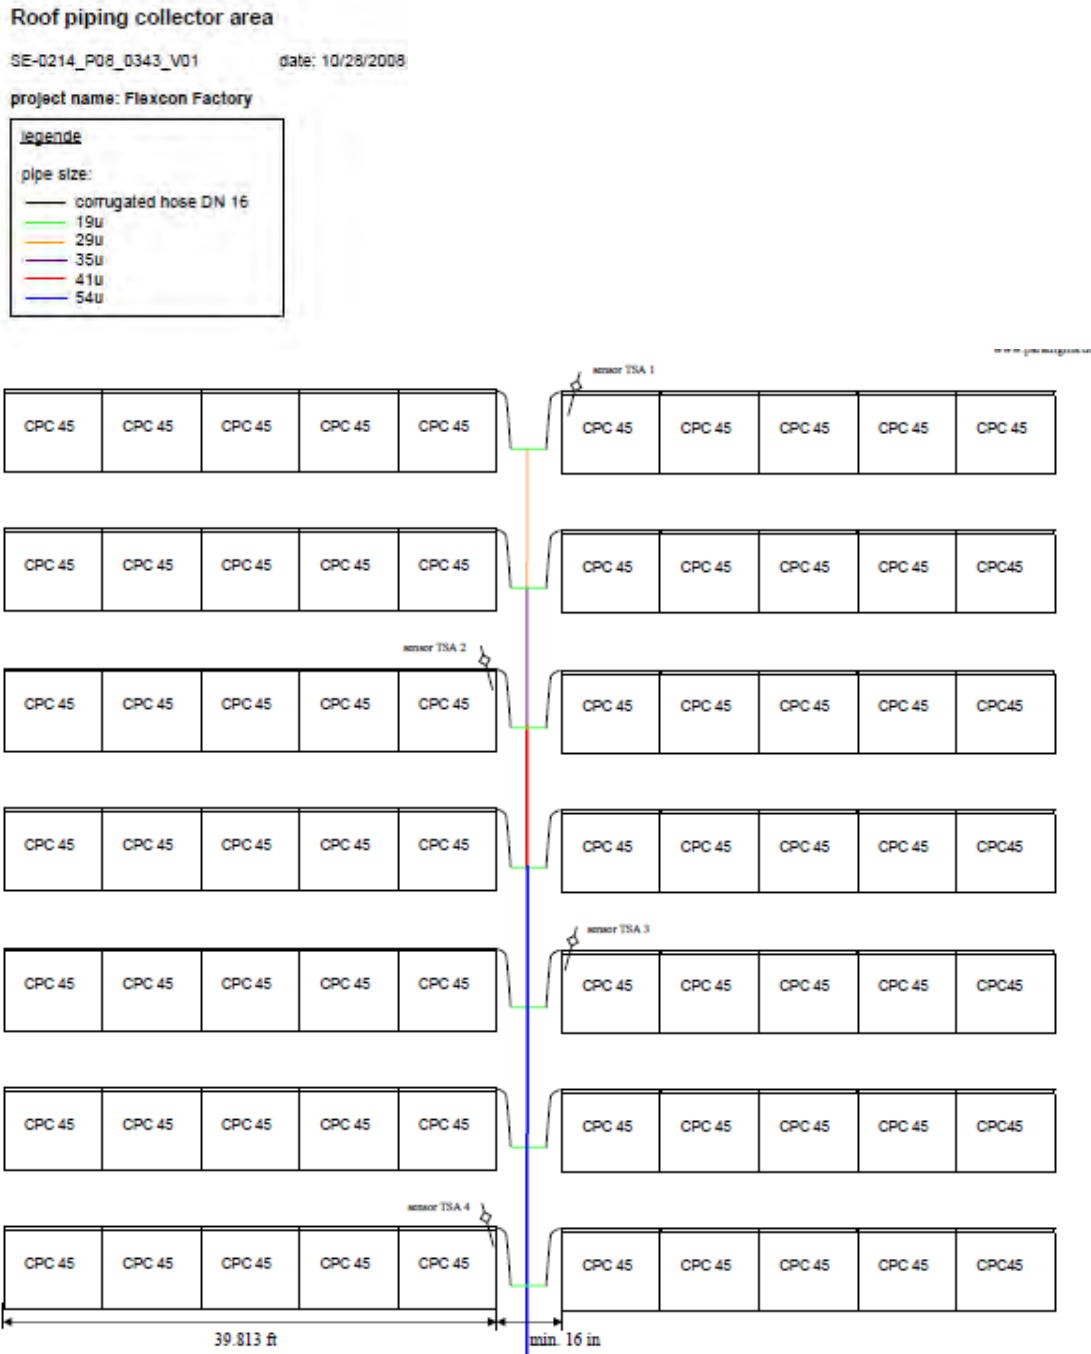 Roof piping collector area
SE-0214_P08_0343_V01 date: 10/28/2008
project name: Flexcon Factory
legende
pipe size:
corrugated hose DN 16
19u
29u
35u
41u
54u
sensor TSA 1
CPC 45 CPC 45 CPC 45 CPC 45 CPC 45 CPC 45 CPC 45 CPC 45 CPC 45 CPC 45
CPC 45 CPC 45 CPC 45 CPC 45 CPC 45 CPC 45 CPC 45 CPC 45 CPC 45 CPC45
sensor TSA 2
CPC 45 CPC 45 CPC 45 CPC 45 CPC 45 CPC 45 CPC 45 CPC 45 CPC 45 CPC45
CPC 45 CPC 45 CPC 45 CPC 45 CPC 45 CPC 45 CPC 45 CPC 45 CPC 45 CPC45
sensor TSA 3
CPC 45 CPC 45 CPC 45 CPC 45 CPC 45 CPC 45 CPC 45 CPC 45 CPC 45 CPC45
CPC 45 CPC 45 CPC 45 CPC 45 CPC 45 CPC 45 CPC 45 CPC 45 CPC 45 CPC45
sensor TSA 4
CPC 45 CPC 45 CPC 45 CPC 45 CPC 45 CPC 45 CPC 45 CPC 45 CPC 45 CPC45
39.813 ft min. 16 in